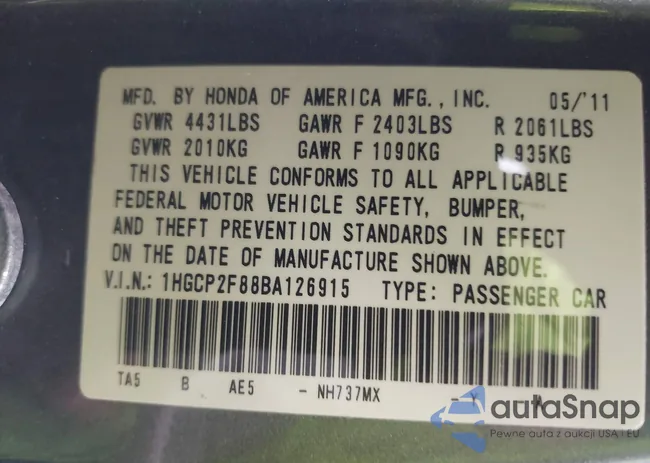 MFD. BY HONDA OF AMERICA MFG., INC. 05/'11
GVWR 4431LBS GAWR F 2403LBS R 2061LBS
GVWR 2010KG GAWR F 1090KG R 935KG
THIS VEHICLE CONFORMS TO ALL APPLICABLE
FEDERAL MOTOR VEHICLE SAFETY, BUMPER,
AND THEFT PREVENTION STANDARDS IN EFFECT
ON THE DATE OF MANUFACTURE SHOWN ABOVE.
V.I.N.: 1HGCP2F88BA126915 TYPE: PASSENGER CAR
TA5 B AE5 - NH737MX - Y
autaSnap
Pewne auta z aukcji USA i EU